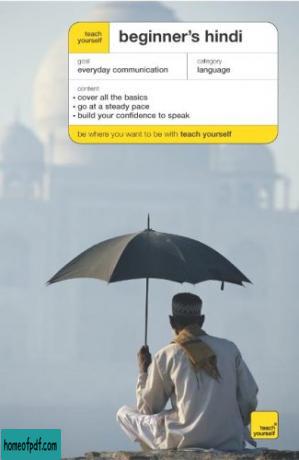 teach
yourself
beginner's hindi
goal
everyday communication
category
language
content
• cover all the basics
• go at a steady pace
• build your confidence to speak
be where you want to be with teach yourself
teach
yourself
homeofpdf.com